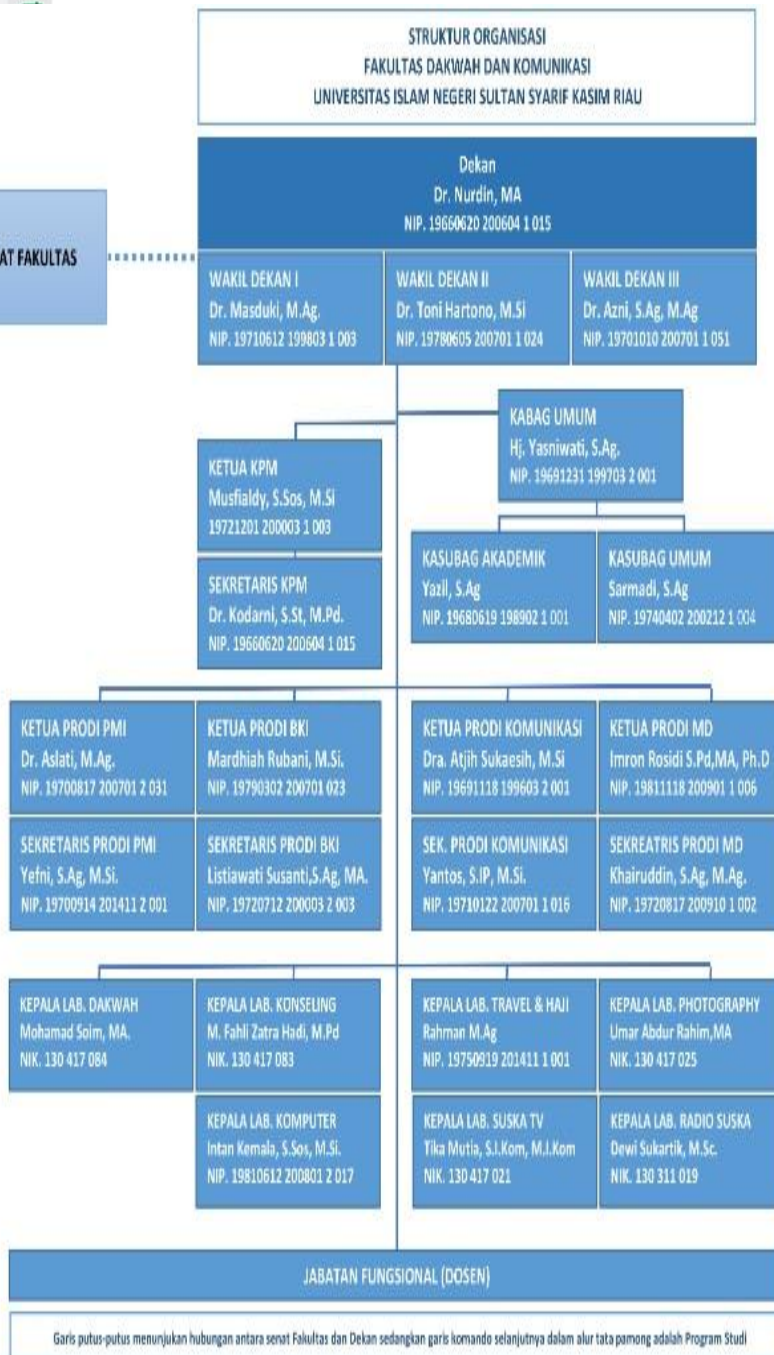 STRUKTUR ORGANISASI
FAKULTAS DAKWAH DAN KOMUNIKASI
UNIVERSITAS ISLAM NEGERI SULTAN SYARIF KASIM RIAU
Dekan
Dr. Nurdin, MA
NIP. 19660620 200604 1 015
AT FAKULTAS
WAKIL DEKAN I
Dr. Masduki, M.Ag.
NIP. 19710612 199803 1 003
WAKIL DEKAN II
Dr. Toni Hartono, M.Si
NIP. 19780605 200701 1 024
WAKIL DEKAN III
Dr. Azni, S.Ag, M.Ag
NIP. 19701010 200701 1 051
KABAG UMUM
Hj. Yasniwati, S.Ag.
NIP. 19691231 199703 2 001
KETUA KPM
Musfialdy, S.Sos, M.Si
19721201 200003 1 003
SEKRETARIS KPM
Dr. Kodarni, S.St, M.Pd.
NIP. 19660620 200604 1 015
KASUBAG AKADEMIK
Yazil, S.Ag
NIP. 19680619 198902 1 001
KASUBAG UMUM
Sarmadi, S.Ag
NIP. 19740402 200212 1 004
KETUA PRODI PMI
Dr. Aslati, M.Ag.
NIP. 19700817 200701 2 031
KETUA PRODI BKI
Mardhiah Rubani, M.Si.
NIP. 19790302 200701 023
KETUA PRODI KOMUNIKASI
Dra. Atjih Sukaesih, M.Si
NIP. 19691118 199603 2 001
KETUA PRODI MD
Imron Rosidi S.Pd,MA, Ph.D
NIP. 19811118 200901 1 006
SEKRETARIS PRODI PMI
Yefni, S.Ag, M.Si.
NIP. 19700914 201411 2 001
SEKRETARIS PRODI BKI
Listiawati Susanti,S.Ag, MA.
NIP. 19720712 200003 2 003
SEK. PRODI KOMUNIKASI
Yantos, S.IP, M.Si.
NIP. 19710122 200701 1 016
SEKREATRIS PRODI MD
Khairuddin, S.Ag, M.Ag.
NIP. 19720817 200910 1 002
KEPALA LAB. DAKWAH
Mohamad Soim, MA.
NIK. 130 417 084
KEPALA LAB. KONSELING
M. Fahli Zatra Hadi, M.Pd
NIK. 130 417 083
KEPALA LAB. TRAVEL & HAJI
Rahman M.Ag
NIP. 19750919 201411 1 001
KEPALA LAB. PHOTOGRAPHY
Umar Abdur Rahim,MA
NIK. 130 417 025
KEPALA LAB. KOMPUTER
Intan Kemala, S.Sos, M.Si.
NIP. 19810612 200801 2 017
KEPALA LAB. SUSKA TV
Tika Mutia, S.I.Kom, M.I.Kom
NIK. 130 417 021
KEPALA LAB. RADIO SUSKA
Dewi Sukartik, M.Sc.
NIK. 130 311 019
JABATAN FUNGSIONAL (DOSEN)
Garis putus-putus menunjukan hubungan antara senat Fakultas dan Dekan sedangkan garis komando selanjutnya dalam alur tata pamong adalah Program Studi